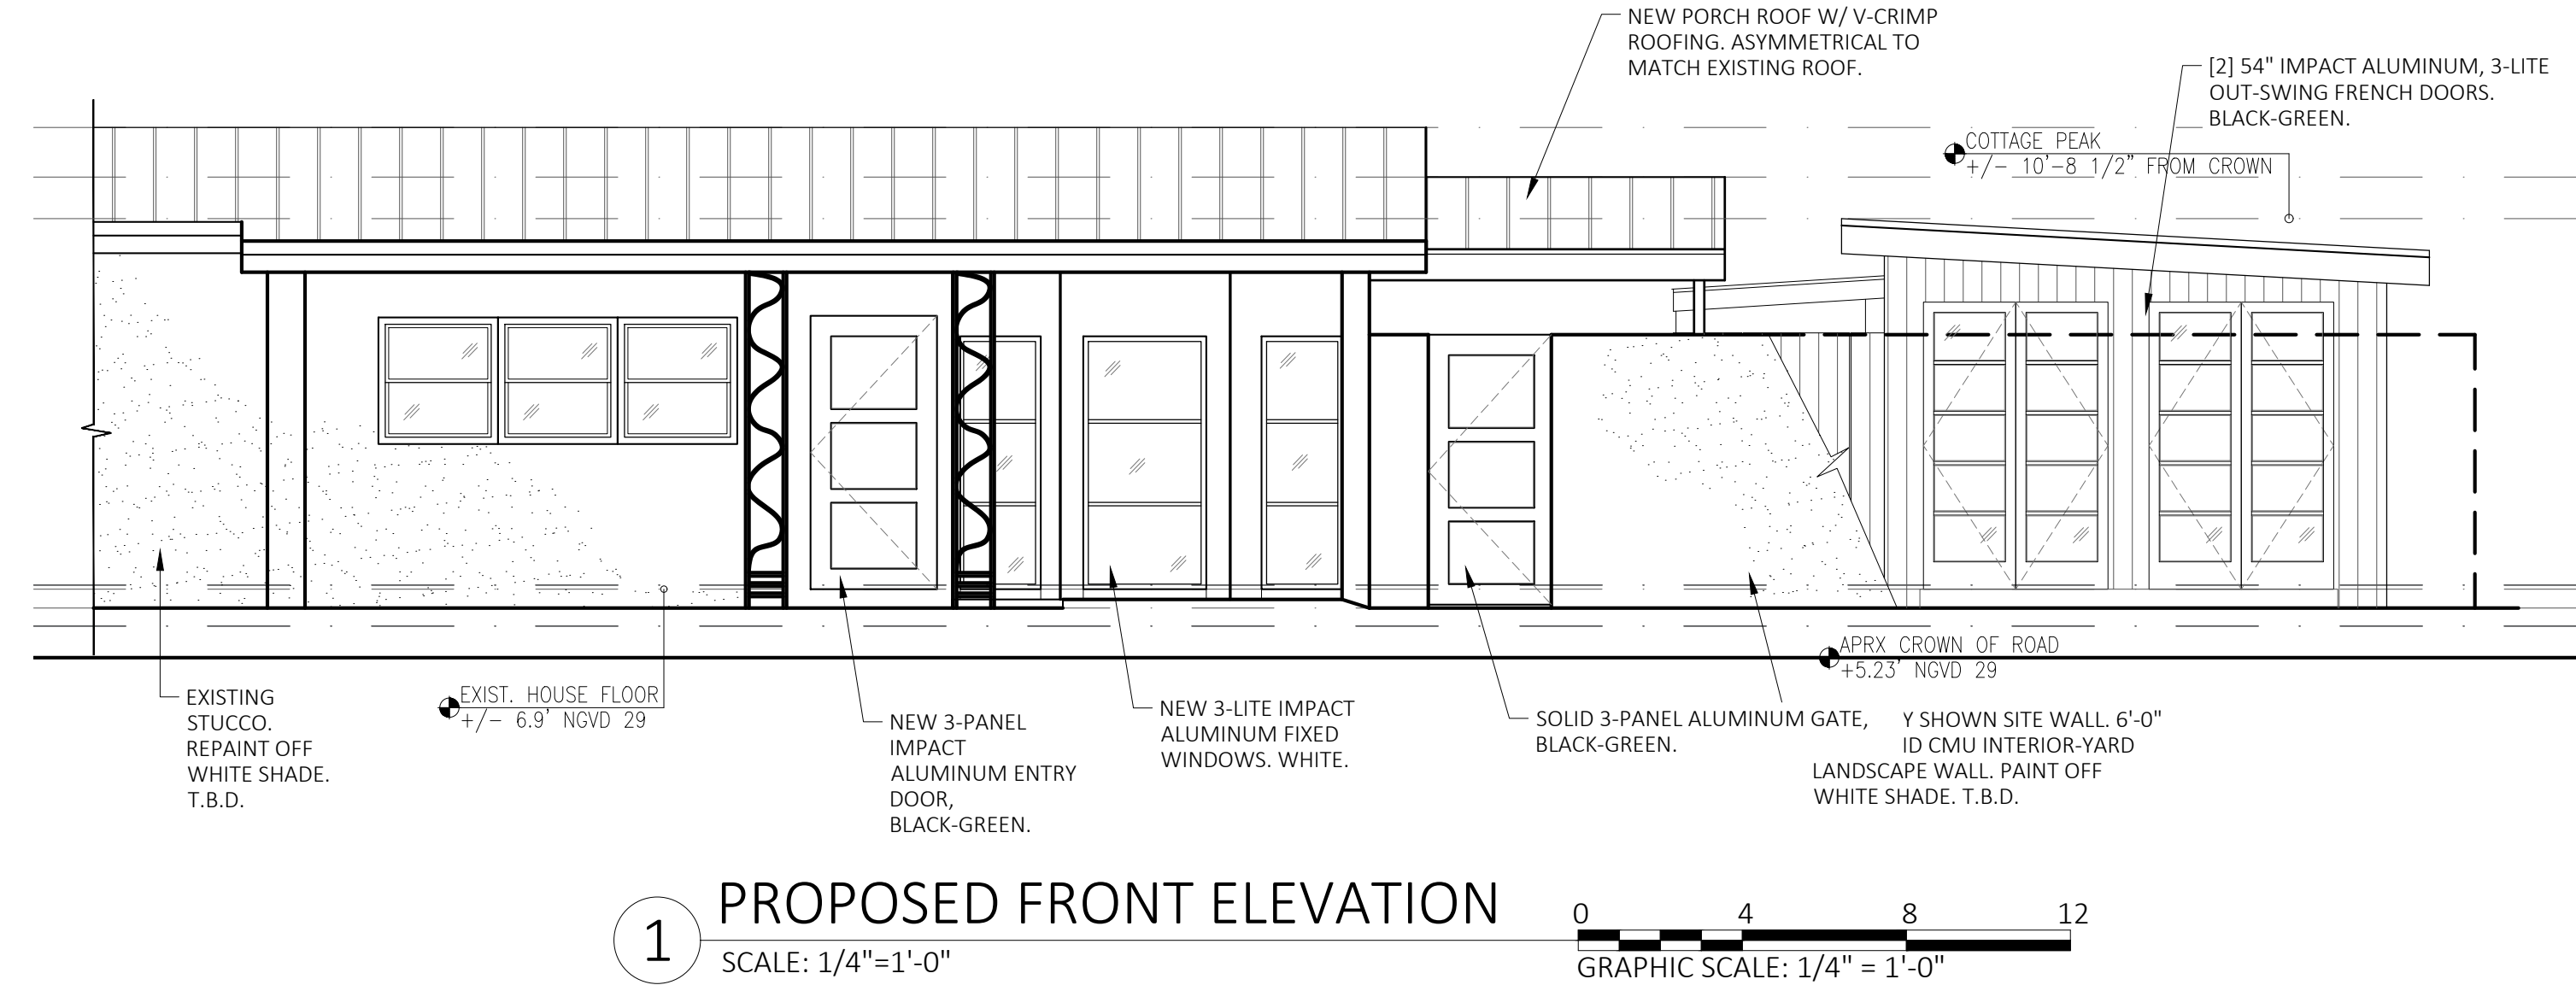 NEW PORCH ROOF W/ V-CRIMP
ROOFING. ASYMMETRICAL TO
MATCH EXISTING ROOF.
[2] 54" IMPACT ALUMINUM, 3-LITE
OUT-SWING FRENCH DOORS.
BLACK-GREEN.
COTTAGE PEAK
+/- 10'-8 1/2" FROM CROWN
APRX CROWN OF ROAD
+5.23' NGVD 29
EXISTING
STUCCO.
REPAINT OFF
WHITE SHADE.
T.B.D.
EXIST. HOUSE FLOOR
+/- 6.9' NGVD 29
NEW 3-PANEL
IMPACT
ALUMINUM ENTRY
DOOR,
BLACK-GREEN.
NEW 3-LITE IMPACT
ALUMINUM FIXED
WINDOWS. WHITE.
SOLID 3-PANEL ALUMINUM GATE,
BLACK-GREEN.
Y SHOWN SITE WALL. 6'-0"
ID CMU INTERIOR-YARD
LANDSCAPE WALL. PAINT OFF
WHITE SHADE. T.B.D.
1
PROPOSED FRONT ELEVATION
SCALE: 1/4"=1'-0"
0 4 8 12
GRAPHIC SCALE: 1/4" = 1'-0"